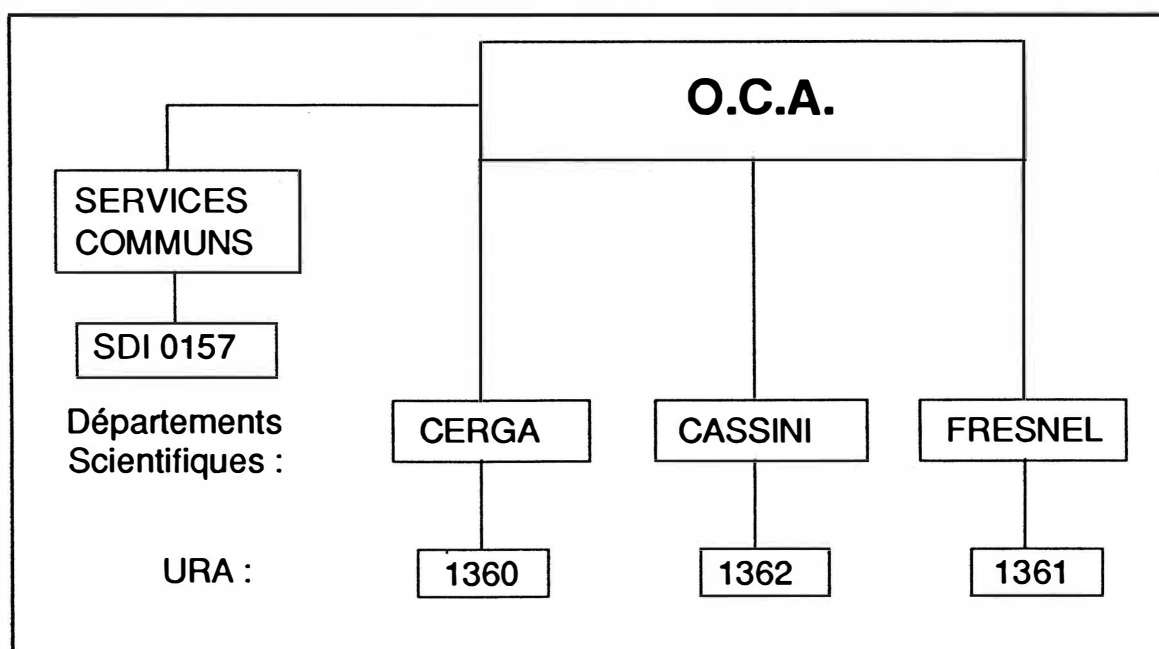 O.C.A.
SERVICES
COMMUNS
SDI 0157
Départements
Scientifiques :
CERGA
CASSINI
FRESNEL
URA :
1360
1362
1361